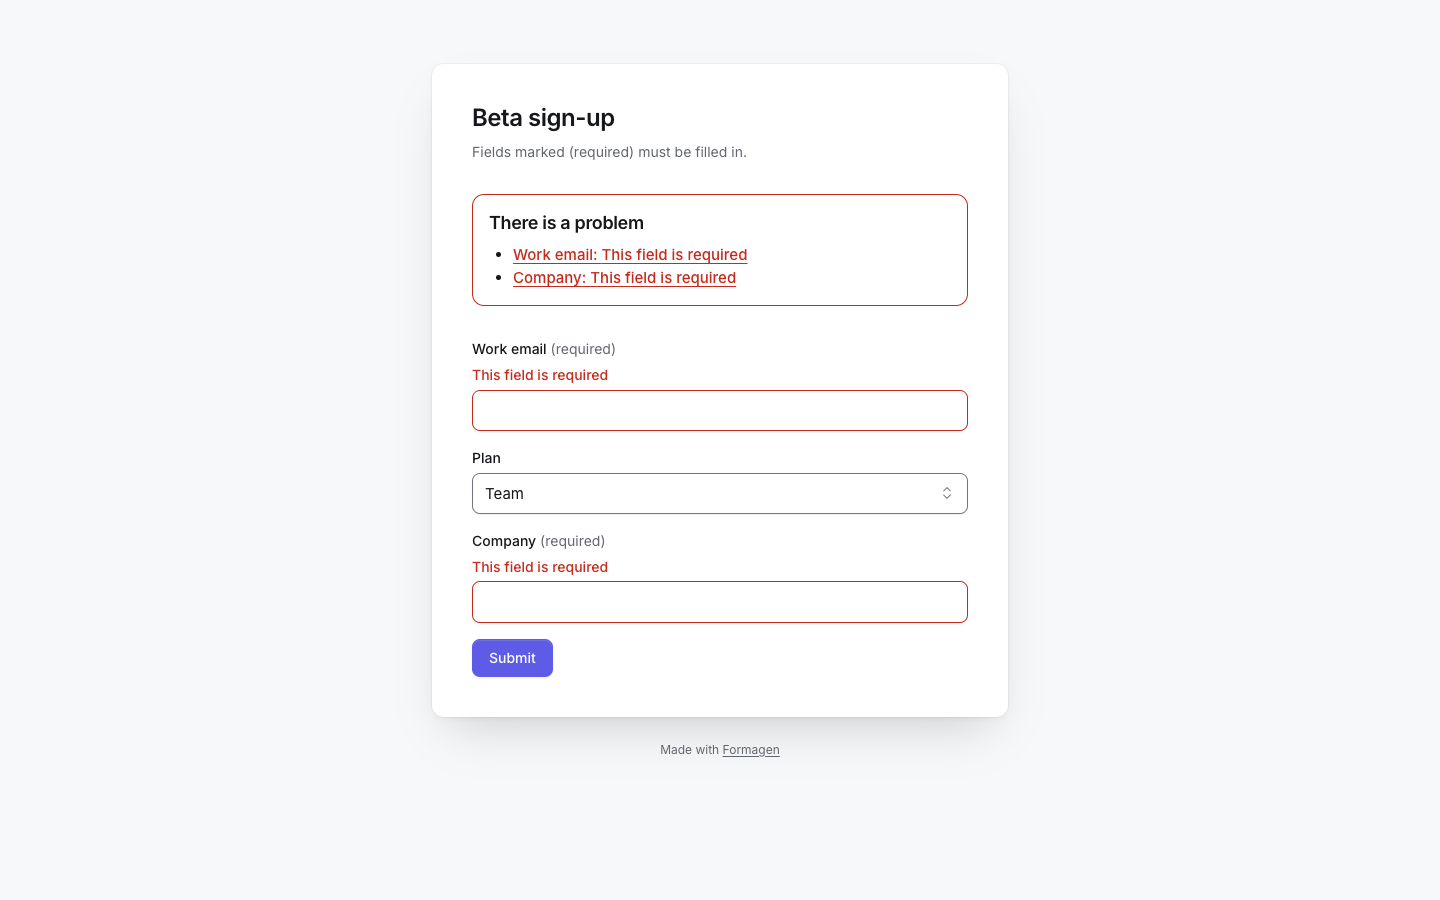 Beta sign-up
Fields marked (required) must be filled in.
There is a problem
Work email: This field is required
Company: This field is required
Work email (required)
This field is required
Plan
Team
Company (required)
This field is required
Submit
Made with Formagen